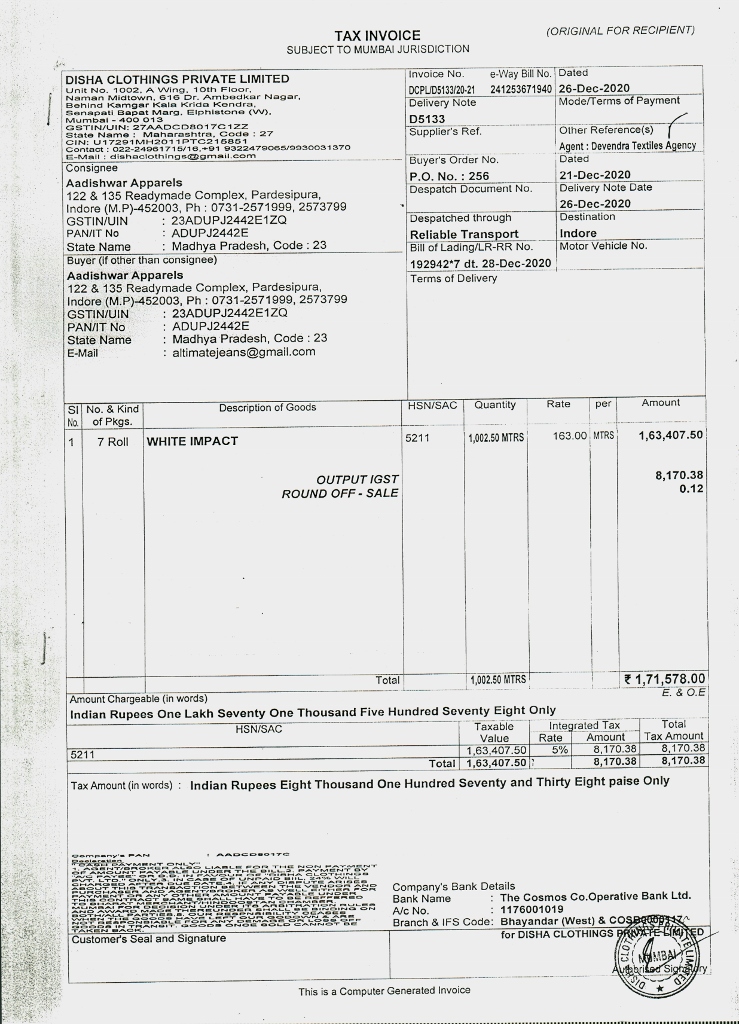 TAX INVOICE
(ORIGINAL FOR RECIPIENT)
SUBJECT TO MUMBAI JURISDICTION
DISHA CLOTHINGS PRIVATE LIMITED
Unit No. 1002, A Wing, 10th Floor,
Naman Midtown, 616 Dr. Ambedkar Nagar,
Behind Kamgar Kala Krida Kendra,
Senapati Bapat Marg, Elphistone (W),
Mumbai - 400 013
GSTIN/UIN: 27AADCD8017C1ZZ
State Name : Maharashtra, Code : 27
CIN: U17291MH2011PTC215851
Contact : 022-24961715/16,+91 9322479065/9930031370
E-Mail : dishaclothings@gmail.com
Invoice No. e-Way Bill No.
DCPL/D5133/20-21 241253671940
Dated
26-Dec-2020
Delivery Note
D5133
Mode/Terms of Payment
Supplier's Ref.
Other Reference(s)
Agent : Devendra Textiles Agency
Buyer's Order No.
P.O. No. : 256
Dated
21-Dec-2020
Despatch Document No.
Delivery Note Date
26-Dec-2020
Despatched through
Reliable Transport
Destination
Indore
Bill of Lading/LR-RR No.
192942*7 dt. 28-Dec-2020
Motor Vehicle No.
Terms of Delivery
Consignee
Aadishwar Apparels
122 & 135 Readymade Complex, Pardesipura,
Indore (M.P)-452003, Ph : 0731-2571999, 2573799
GSTIN/UIN : 23ADUPJ2442E1ZQ
PAN/IT No : ADUPJ2442E
State Name : Madhya Pradesh, Code : 23
Buyer (if other than consignee)
Aadishwar Apparels
122 & 135 Readymade Complex, Pardesipura,
Indore (M.P)-452003, Ph : 0731-2571999, 2573799
GSTIN/UIN : 23ADUPJ2442E1ZQ
PAN/IT No : ADUPJ2442E
State Name : Madhya Pradesh, Code : 23
E-Mail : altimatejeans@gmail.com
Sl No. No. & Kind of Pkgs. Description of Goods HSN/SAC Quantity Rate per Amount
1 7 Roll WHITE IMPACT 5211 1,002.50 MTRS 163.00 MTRS 1,63,407.50
OUTPUT IGST 8,170.38
ROUND OFF - SALE 0.12
Total 1,002.50 MTRS ₹ 1,71,578.00
E. & O.E
Amount Chargeable (in words)
Indian Rupees One Lakh Seventy One Thousand Five Hundred Seventy Eight Only
HSN/SAC Taxable Value Integrated Tax Rate Amount Total Tax Amount
5211 1,63,407.50 5% 8,170.38 8,170.38
Total 1,63,407.50 8,170.38 8,170.38
Tax Amount (in words) : Indian Rupees Eight Thousand One Hundred Seventy and Thirty Eight paise Only
Company's PAN : AADCD8017C
Declaration
"CASH PAYMENT ONLY"
Company's Bank Details
Bank Name : The Cosmos Co.Operative Bank Ltd.
A/c No. : 1176001019
Branch & IFS Code: Bhayandar (West) &
Customer's Seal and Signature
for DISHA CLOTHINGS PRIVATE LIMITED
MUMBAI
Authorised Signatory
This is a Computer Generated Invoice